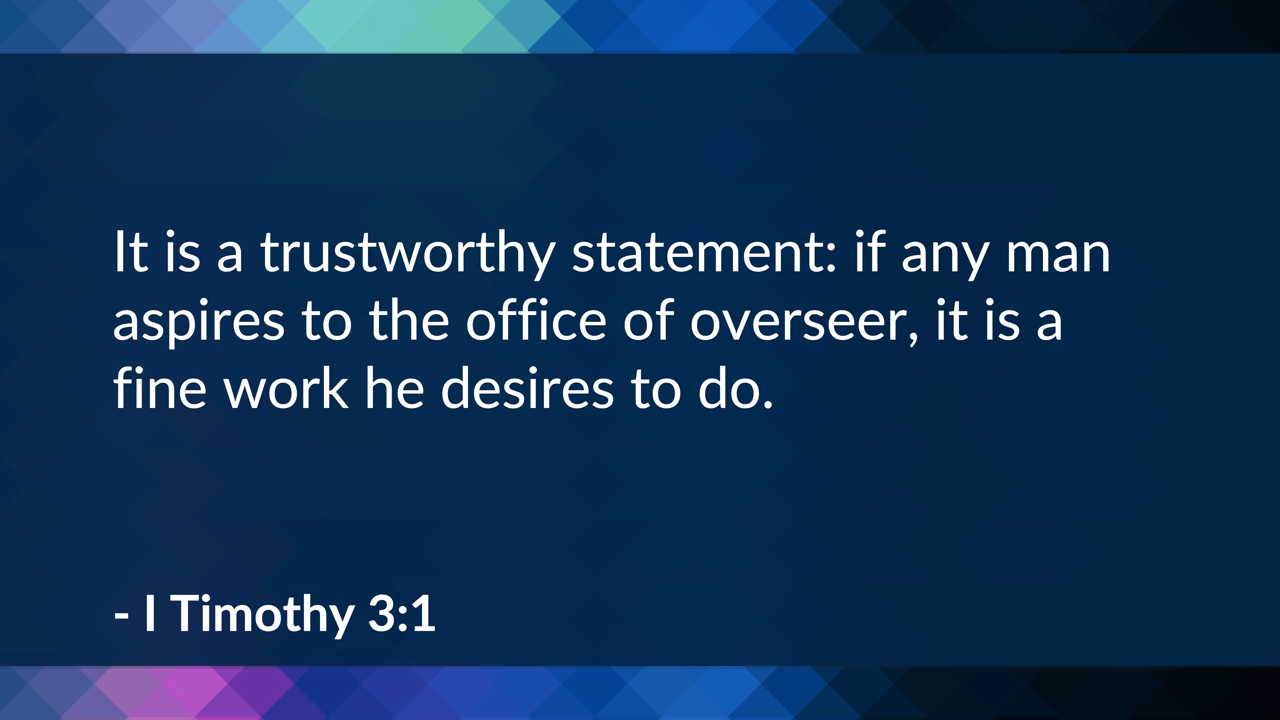 It is a trustworthy statement: if any man
aspires to the office of overseer, it is a
fine work he desires to do.
- I Timothy 3:1